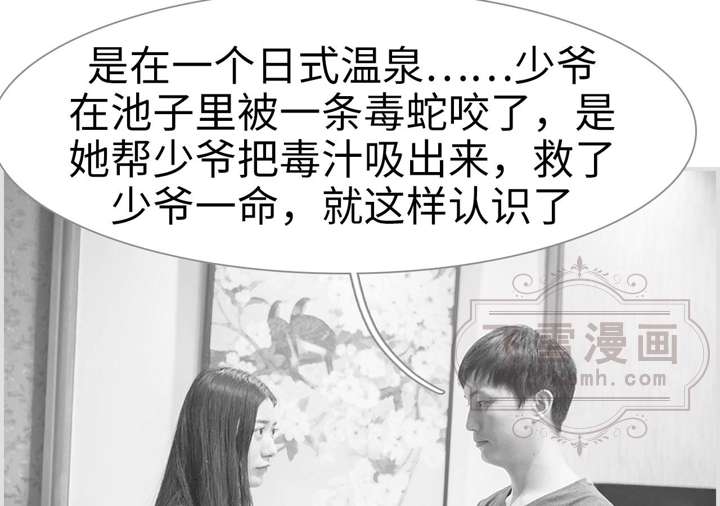 是在一个日式温泉……少爷
在池子里被一条毒蛇咬了，是
她帮少爷把毒汁吸出来，救了
少爷一命，就这样认识了
雪漫画
mh.com